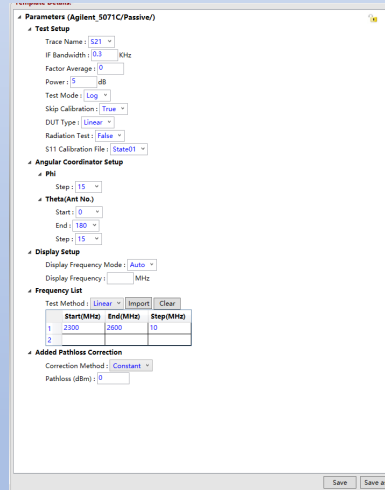 Template Details:
Parameters (Agilent_5071C/Passive/)
Test Setup
Trace Name : S21
IF Bandwidth : 0.3 KHz
Factor Average : 0
Power : 5 dB
Test Mode : Log
Skip Calibration : True
DUT Type : Linear
Radiation Test : False
S11 Calibration File : State01
Angular Coordinator Setup
Phi
Step : 15
Theta(Ant No.)
Start : 0
End : 180
Step : 15
Display Setup
Display Frequency Mode : Auto
Display Frequency : MHz
Frequency List
Test Method : Linear Import Clear
Start(MHz) End(MHz) Step(MHz)
1 2300 2600 10
2
Added Pathloss Correction
Correction Method : Constant
Pathloss (dBm) : 0
Save Save a